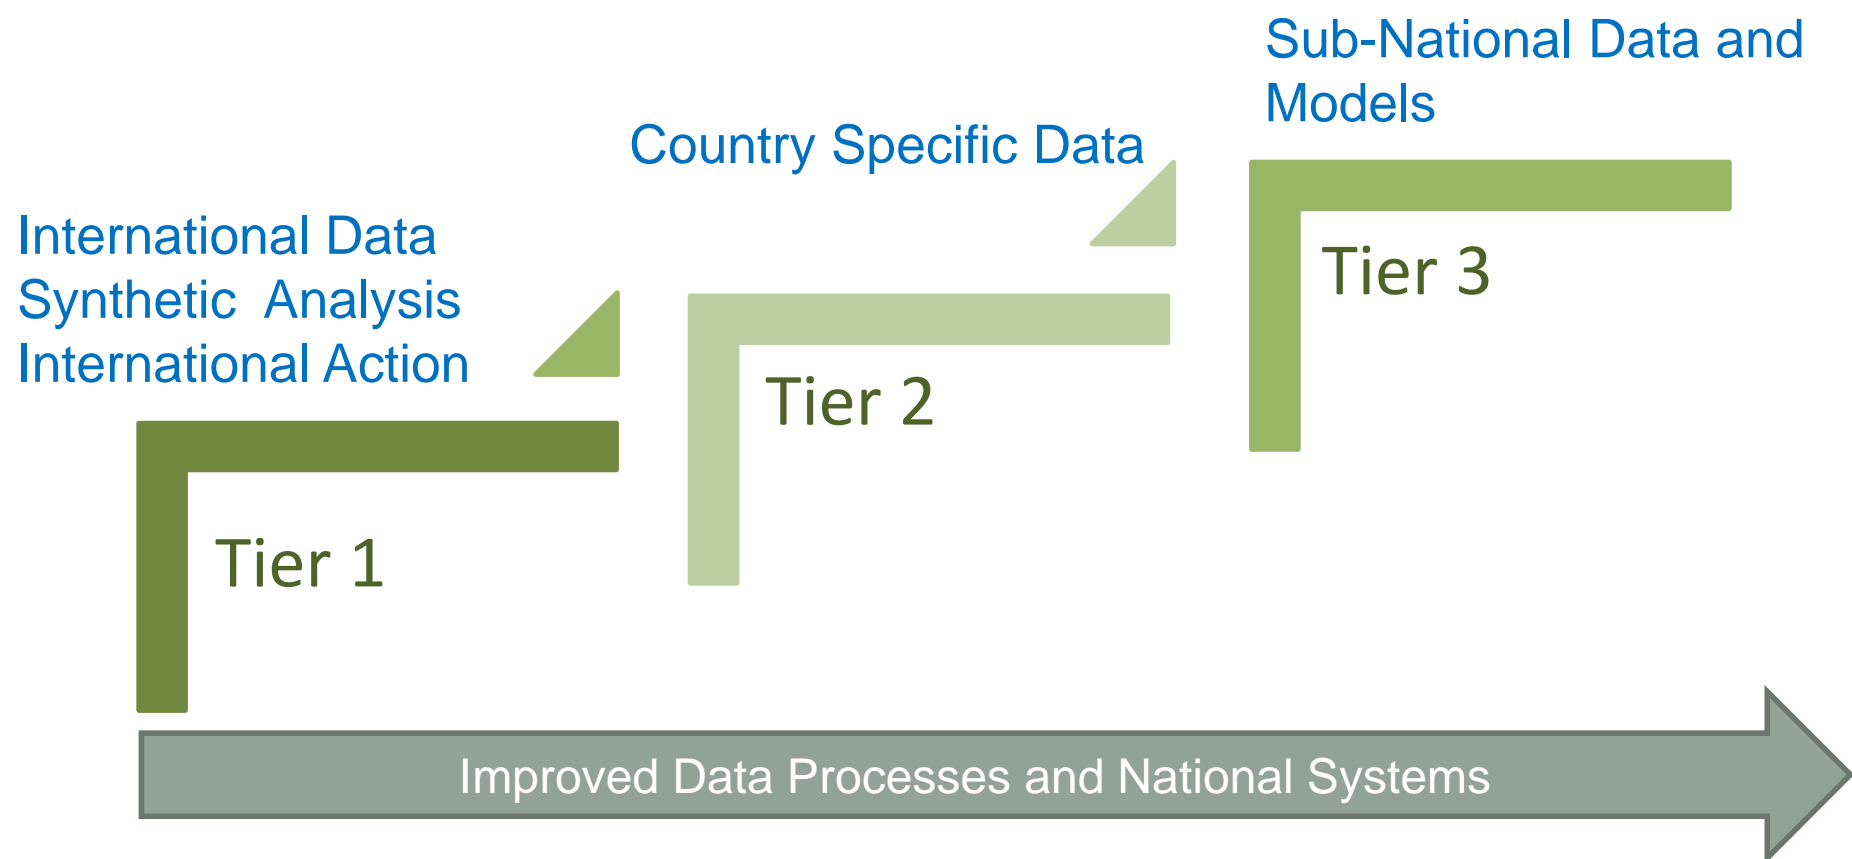 International Data
Synthetic  Analysis
International Action
Tier 1
Country Specific Data
Tier 2
Sub-National Data and
Models
Tier 3
Improved Data Processes and National Systems